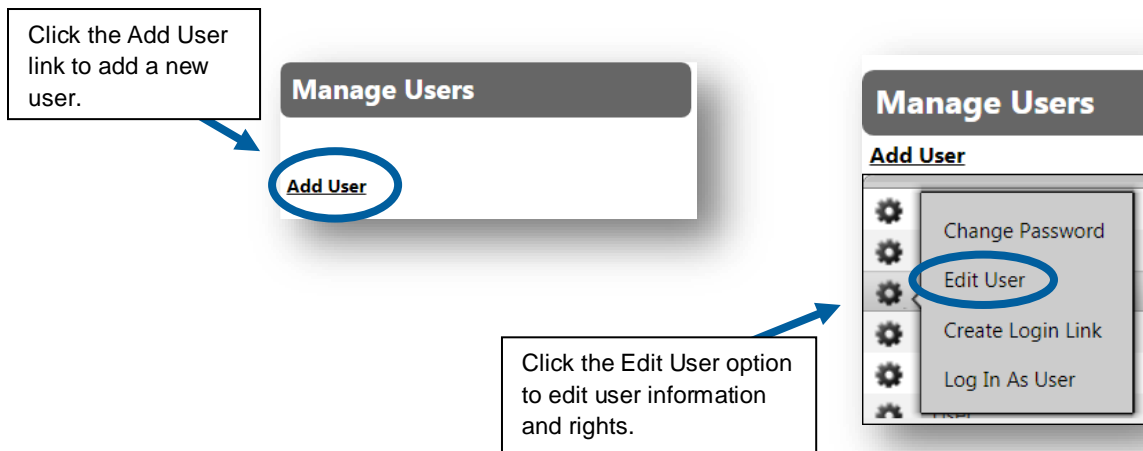 Click the Add User
link to add a new
user.
Manage Users
Add User
Manage Users
Add User
Change Password
Edit User
Create Login Link
Log In As User
Click the Edit User option
to edit user information
and rights.